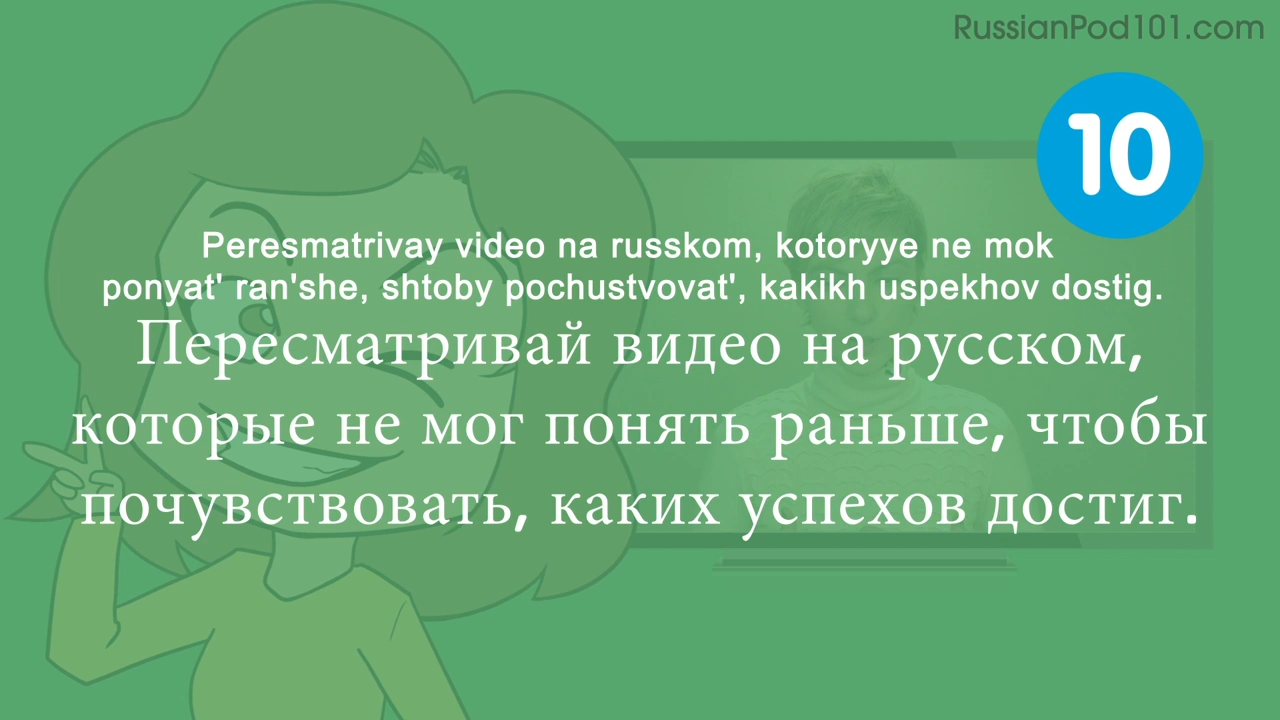 RussianPod101.com
10
Peresmatrivay video na russkom, kotoryye ne mok
ponyat' ran'she, shtoby pochustvovat', kakikh uspekhov dostig.
Пересматривай видео на русском,
которые не мог понять раньше, чтобы
почувствовать, каких успехов достиг.